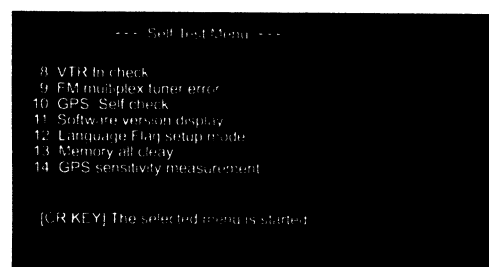 --- Self Test Menu ---
8 VTR fn check
9 FM multiplex tuner error
10 GPS Self check
11 Software version display
12 Language Flag setup mode
13 Memory all cleay
14 GPS sensitivity measurement
[CR KEY] The selected menu is started